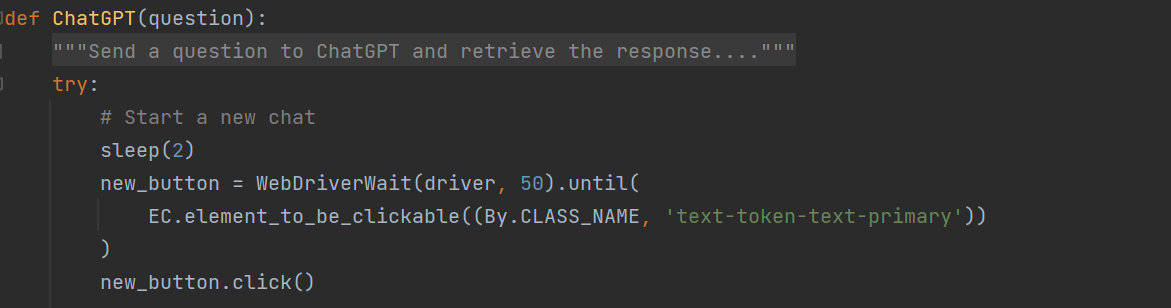 def ChatGPT(question):
"""Send a question to ChatGPT and retrieve the response...."""
try:
# Start a new chat
sleep(2)
new_button = WebDriverWait(driver, 50).until(
EC.element_to_be_clickable((By.CLASS_NAME, 'text-token-text-primary'))
)
new_button.click()